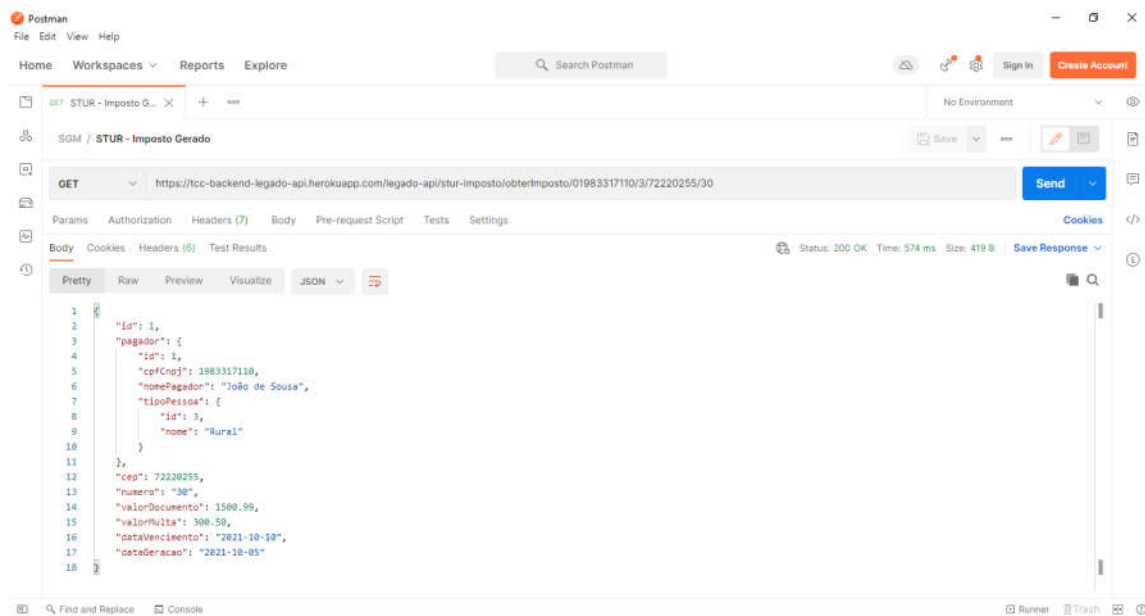 Postman
File Edit View Help
Home Workspaces Reports Explore Search Postman Sign In Create Account
GET STUR - Imposto G... No Environment
SGM / STUR - Imposto Gerado Save
GET https://tcc-backend-legado-api.herokuapp.com/legado-api/stur-imposto/obterImposto/01983317110/3/72220255/30 Send
Params Authorization Headers (7) Body Pre-request Script Tests Settings Cookies
Body Cookies Headers (6) Test Results Status: 200 OK Time: 574 ms Size: 419 B Save Response
Pretty Raw Preview Visualize JSON
1 {
2 "id": 1,
3 "pagador": {
4 "id": 1,
5 "cpfCnpj": 1983317110,
6 "nomePagador": "João de Sousa",
7 "tipoPessoa": {
8 "id": 3,
9 "nome": "Rural"
10 }
11 },
12 "cep": 72220255,
13 "numero": "30",
14 "valorDocumento": 1500.99,
15 "valorMulta": 300.50,
16 "dataVencimento": "2021-10-10",
17 "dataGeracao": "2021-10-05"
18 }
Find and Replace Console Runner Trash